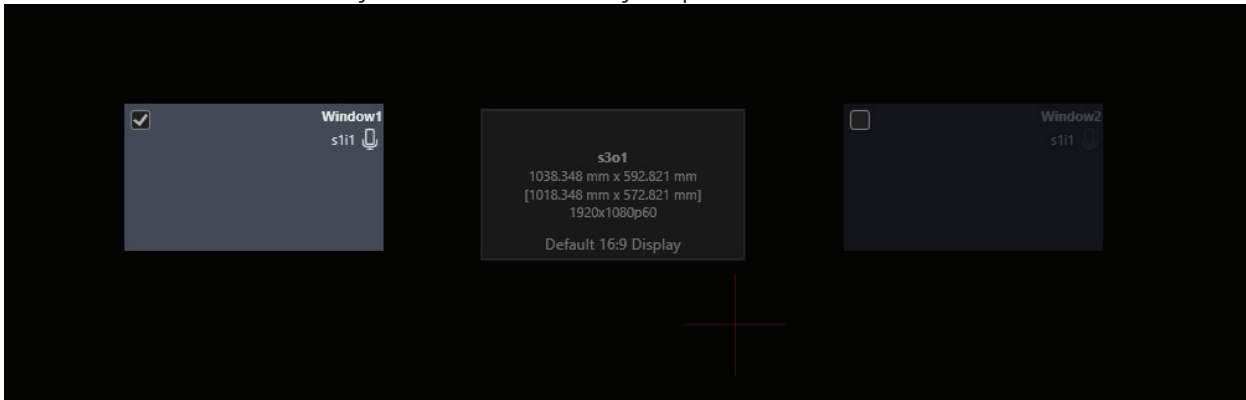 Window1
s1i1
s3o1
1038.348 mm x 592.821 mm
[1018.348 mm x 572.821 mm]
1920x1080p60
Default 16:9 Display
Window2
s1i1